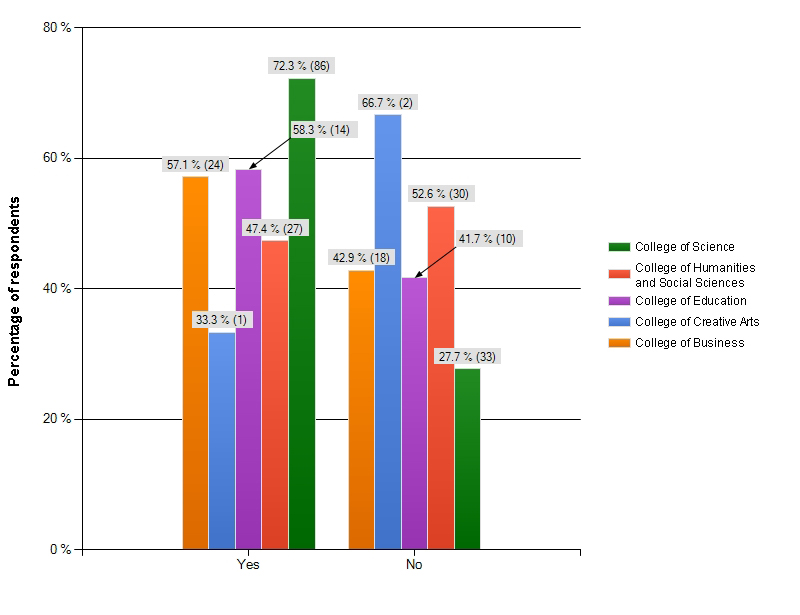 80 %
60 %
40 %
20 %
0 %
Percentage of respondents
72.3 % (86)
66.7 % (2)
58.3 % (14)
57.1 % (24)
52.6 % (30)
47.4 % (27)
41.7 % (10)
42.9 % (18)
33.3 % (1)
27.7 % (33)
Yes
No
College of Science
College of Humanities
and Social Sciences
College of Education
College of Creative Arts
College of Business